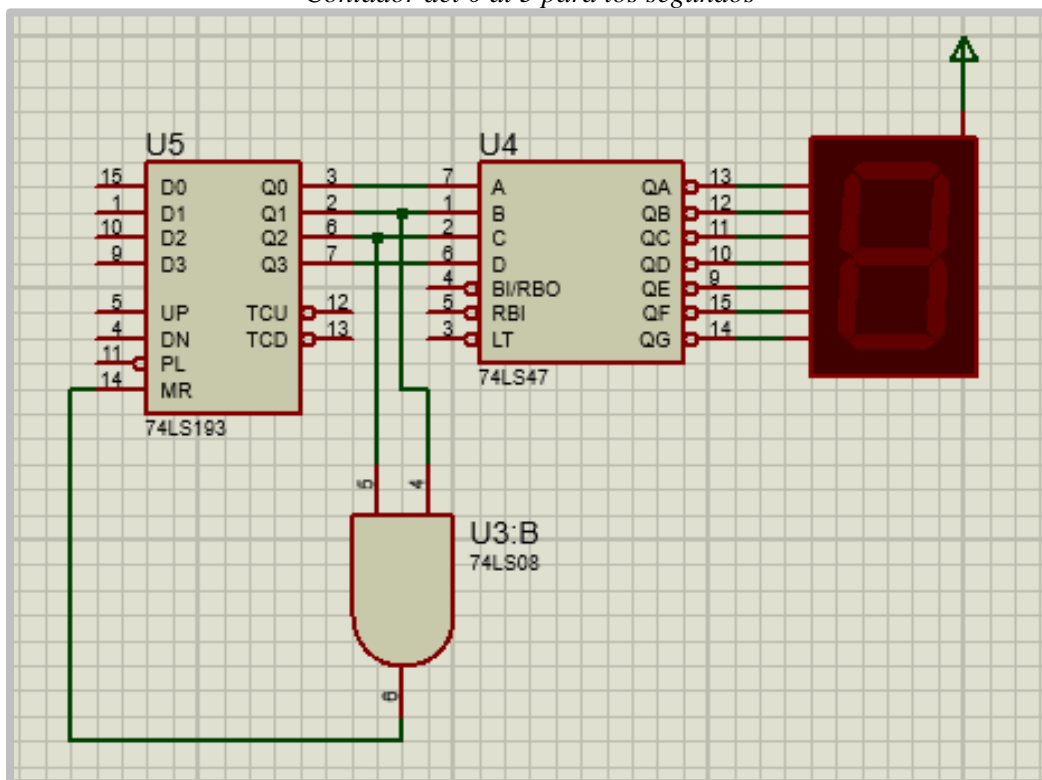 Contador del 0 al 5 para los segundos
U5
15 D0 Q0 3
1 D1 Q1 2
10 D2 Q2 6
9 D3 Q3 7
5 UP TCU 12
4 DN TCD 13
11 PL
14 MR
74LS193
U4
7 A QA 13
1 B QB 12
2 C QC 11
6 D QD 10
4 BI/RBO QE 9
5 RBI QF 15
3 LT QG 14
74LS47
5 4
U3:B
74LS08
6